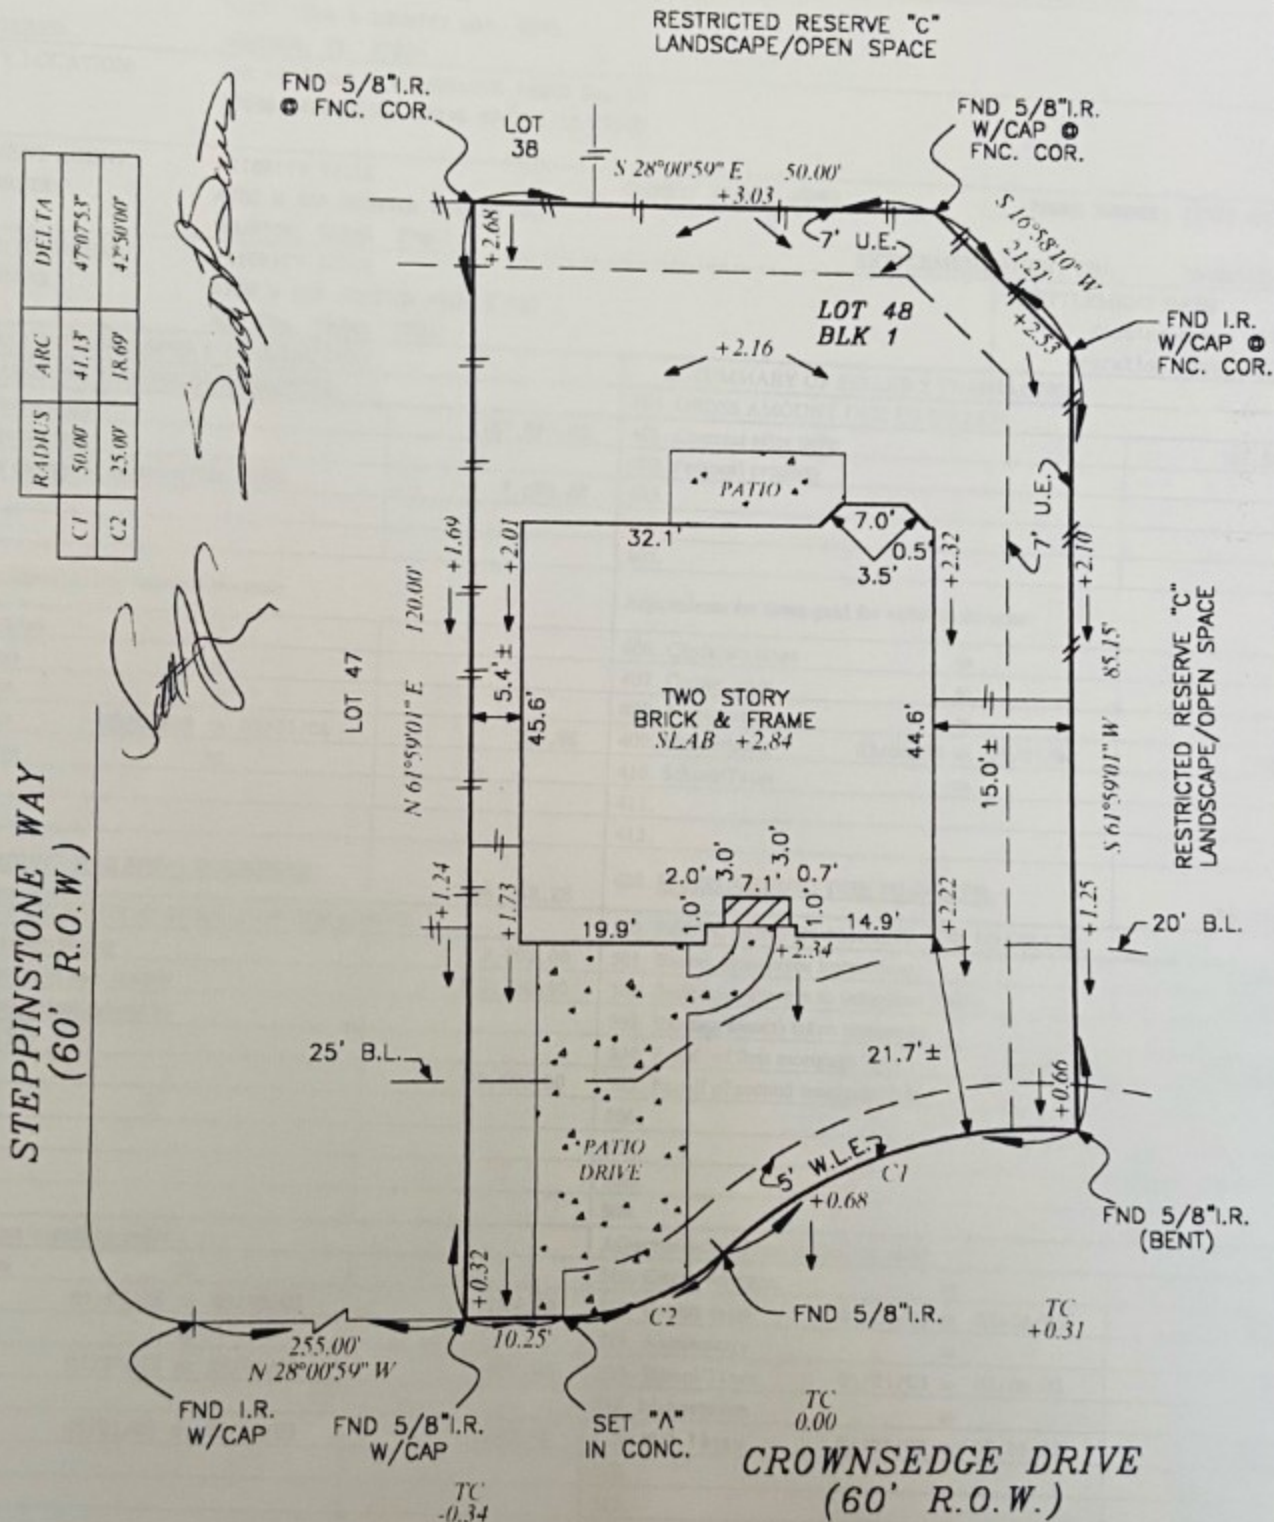 RESTRICTED RESERVE "C"
LANDSCAPE/OPEN SPACE
FND 5/8"I.R.
@ FNC. COR.
LOT
38
FND 5/8"I.R.
W/CAP @
FNC. COR.
S 28°00'59" E 50.00'
+3.03
7' U.E.
S 16°58'10" W
21.21'
+2.68
+2.53
LOT 48
BLK 1
FND I.R.
W/CAP @
FNC. COR.
+2.16
RADIUS ARC DELTA
C1 50.00' 41.13' 47°07'53"
C2 25.00' 18.69' 42°50'00"
PATIO
32.1'
7.0'
0.5'
3.5'
+1.69
+2.01
+2.32
7' U.E.
+2.10
N 61°59'01" E 120.00'
LOT 47
5.4'±
45.6'
TWO STORY
BRICK & FRAME
SLAB +2.84
44.6'
15.0'±
S 61°59'01" W 85.15'
RESTRICTED RESERVE "C"
LANDSCAPE/OPEN SPACE
STEPPINSTONE WAY
(60' R.O.W.)
+1.24
+1.73
2.0'
3.0'
7.1'
3.0'
0.7'
19.9'
1.0'
1.0'
14.9'
+2.34
+2.22
+1.25
20' B.L.
25' B.L.
21.7'±
+0.66
PATIO
DRIVE
5' W.L.E.
C1
+0.68
FND 5/8"I.R.
(BENT)
+0.32
C2
FND 5/8"I.R.
TC
+0.31
10.25'
255.00'
N 28°00'59" W
FND I.R.
W/CAP
FND 5/8"I.R.
W/CAP
SET "Λ"
IN CONC.
TC
0.00
CROWNSEDGE DRIVE
(60' R.O.W.)
TC
-0.34